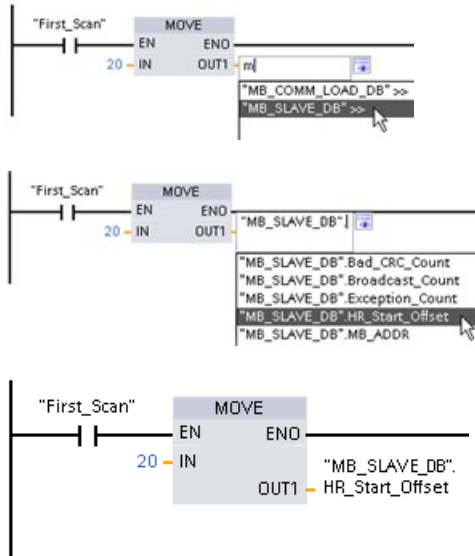 "First_Scan"
MOVE
EN ENO
20 IN OUT1 m
"MB_COMM_LOAD_DB" >>
"MB_SLAVE_DB" >>
"First_Scan"
MOVE
EN ENO
20 IN OUT1 "MB_SLAVE_DB".
"MB_SLAVE_DB".Bad_CRC_Count
"MB_SLAVE_DB".Broadcast_Count
"MB_SLAVE_DB".Exception_Count
"MB_SLAVE_DB".HR_Start_Offset
"MB_SLAVE_DB".MB_ADDR
"First_Scan"
MOVE
EN ENO
20 IN
"MB_SLAVE_DB".
OUT1 HR_Start_Offset